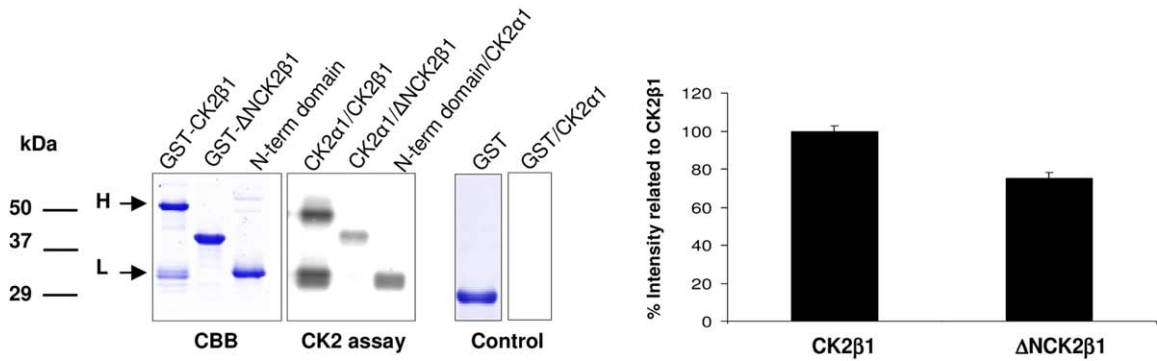 GST-CK2β1
GST-ΔNCK2β1
N-term domain
CK2α1/CK2β1
CK2α1/ΔNCK2β1
N-term domain/CK2α1
GST
GST/CK2α1
kDa
H
50
37
L
29
CBB
CK2 assay
Control
% Intensity related to CK2β1
120
100
80
60
40
20
0
CK2β1
ΔNCK2β1